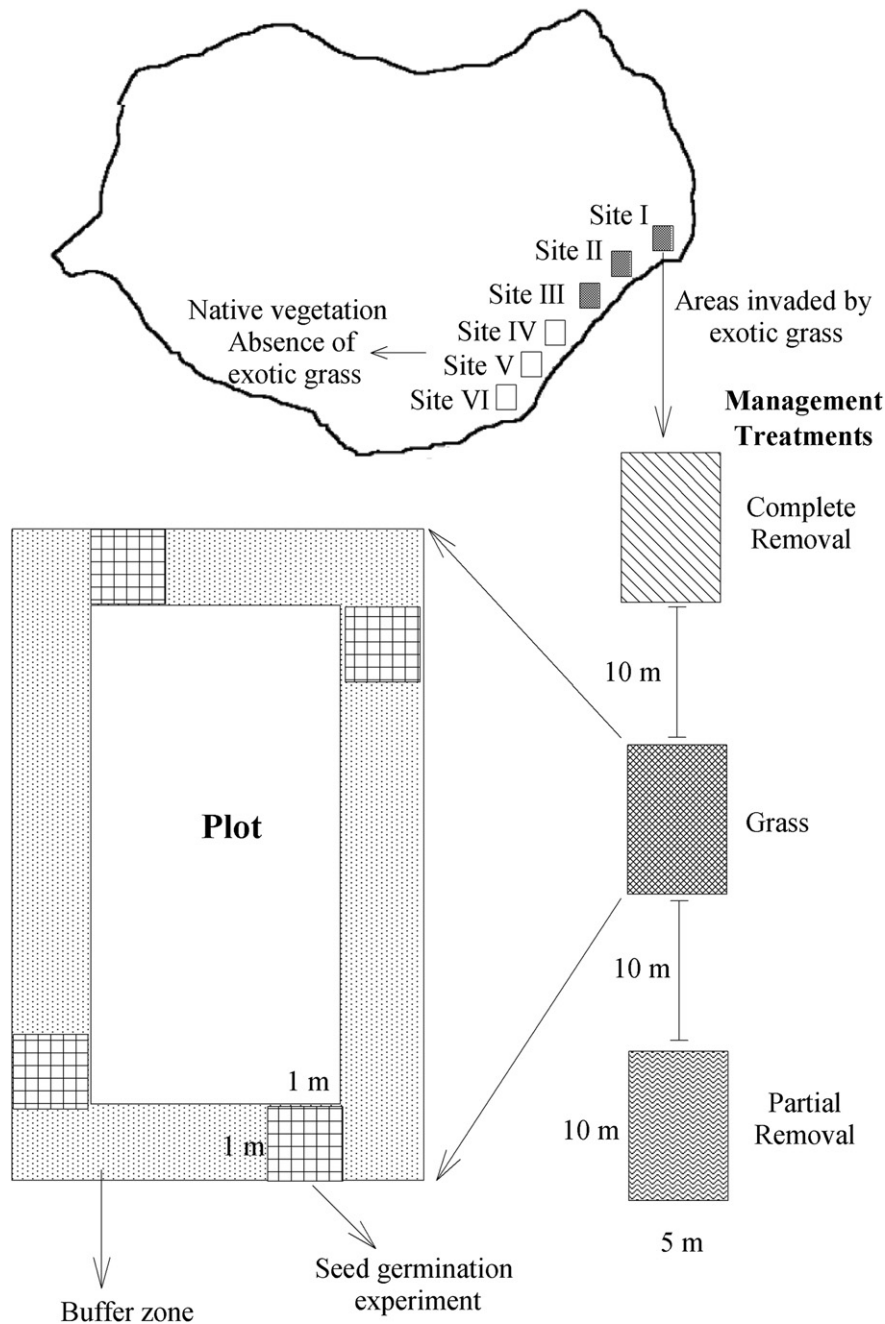 Site I
Site II
Site III
Site IV
Site V
Site VI
Native vegetation
Absence of
exotic grass
Areas invaded by
exotic grass
Management
Treatments
Complete
Removal
10 m
Grass
10 m
Partial
Removal
10 m
5 m
Plot
1 m
1 m
Seed germination
experiment
Buffer zone